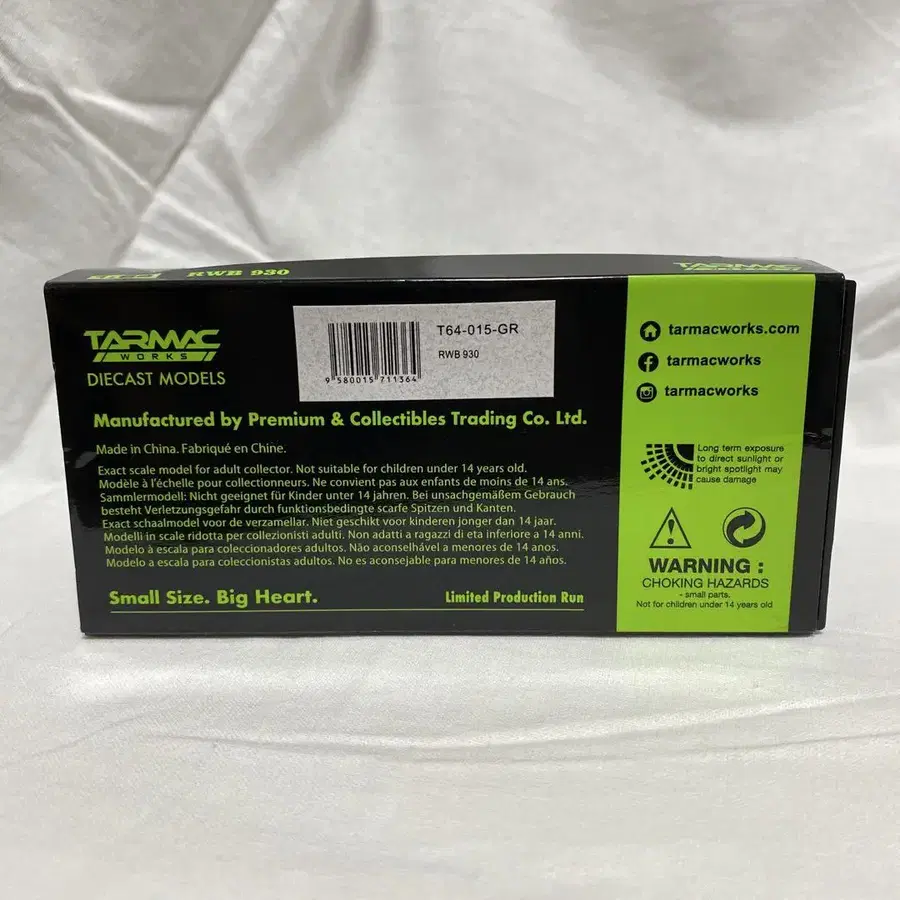 RWB 930
TARMAC
TARMAC
WORKS
DIECAST MODELS
T64-015-GR
RWB 930
9 580015 711364
Manufactured by Premium & Collectibles Trading Co. Ltd.
Made in China. Fabriqué en Chine.
Exact scale model for adult collector. Not suitable for children under 14 years old.
Modèle à l'échelle pour collectionneurs. Ne convient pas aux enfants de moins de 14 ans.
Sammlermodell: Nicht geeignet für Kinder unter 14 jahren. Bei unsachgemäßem Gebrauch
besteht Verletzungsgefahr durch funktionsbedingte scarfe Spitzen und Kanten.
Exact schaalmodel voor de verzamellar. Niet geschikt voor kinderen jonger dan 14 jaar.
Modelli in scale ridotta per collezionisti adulti. Non adatti a ragazzi di eta inferiore a 14 anni.
Modelo à escala para coleccionadores adultos. Não aconselhável a menores de 14 anos.
Modelo a escala para coleccionistas adultos. No es aconsejable para menores de 14 años.
Small Size. Big Heart.
Limited Production Run
tarmacworks.com
tarmacworks
tarmacworks
Long term exposure
to direct sunlight or
bright spotlight may
cause damage
WARNING :
CHOKING HAZARDS
- small parts.
Not for children under 14 years old